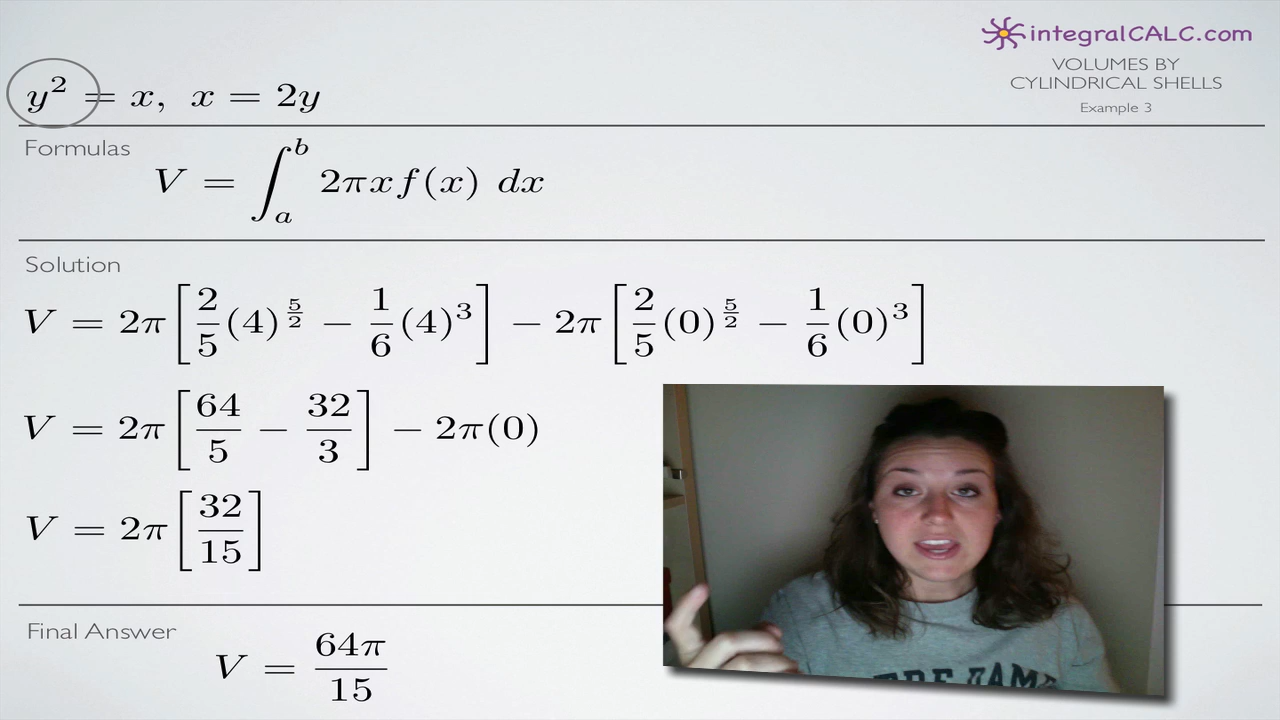 integralCALC.com
VOLUMES BY
CYLINDRICAL SHELLS
Example 3
y² = x, x = 2y
Formulas
V = ∫ₐᵇ 2πxf(x) dx
Solution
V = 2π[2/5(4)^(5/2) − 1/6(4)³] − 2π[2/5(0)^(5/2) − 1/6(0)³]
V = 2π[64/5 − 32/3] − 2π(0)
V = 2π[32/15]
Final Answer
V = 64π/15